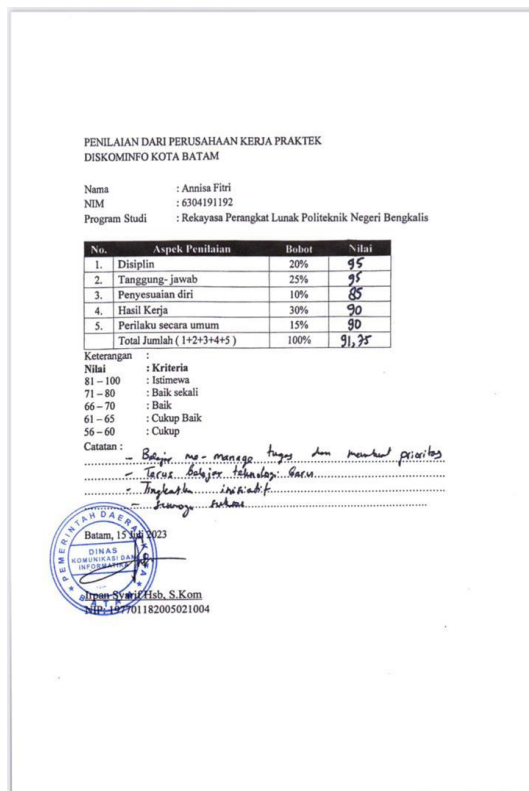 PENILAIAN DARI PERUSAHAAN KERJA PRAKTEK
DISKOMINFO KOTA BATAM
Nama : Annisa Fitri
NIM : 6304191192
Program Studi : Rekayasa Perangkat Lunak Politeknik Negeri Bengkalis
No. Aspek Penilaian Bobot Nilai
1. Disiplin 20% 95
2. Tanggung- jawab 25% 95
3. Penyesuaian diri 10% 85
4. Hasil Kerja 30% 90
5. Perilaku secara umum 15% 90
Total Jumlah ( 1+2+3+4+5 ) 100% 91,75
Keterangan :
Nilai : Kriteria
81 – 100 : Istimewa
71 – 80 : Baik sekali
66 – 70 : Baik
61 – 65 : Cukup Baik
56 – 60 : Cukup
Catatan :
- Belajar me-manage tugas dan prioritas
- Terus belajar teknologi baru
- Tingkatkan inisiatif
- Semoga sukses
PEMERINTAH DAERAH KOTA
DINAS
KOMUNIKASI DAN
INFORMATIKA
BATAM
Batam, 15 Juli 2023
Irpan Syarif Hsb, S.Kom
NIP: 197701182005021004